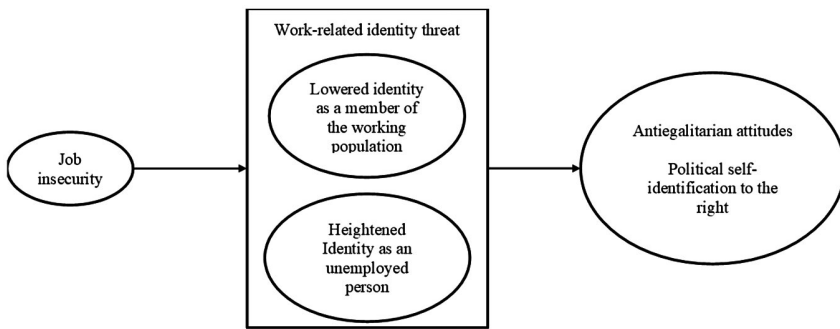 Job
insecurity
Work-related identity threat
Lowered identity
as a member of
the working
population
Heightened
Identity as an
unemployed
person
Antiegalitarian attitudes
Political self-
identification to the
right